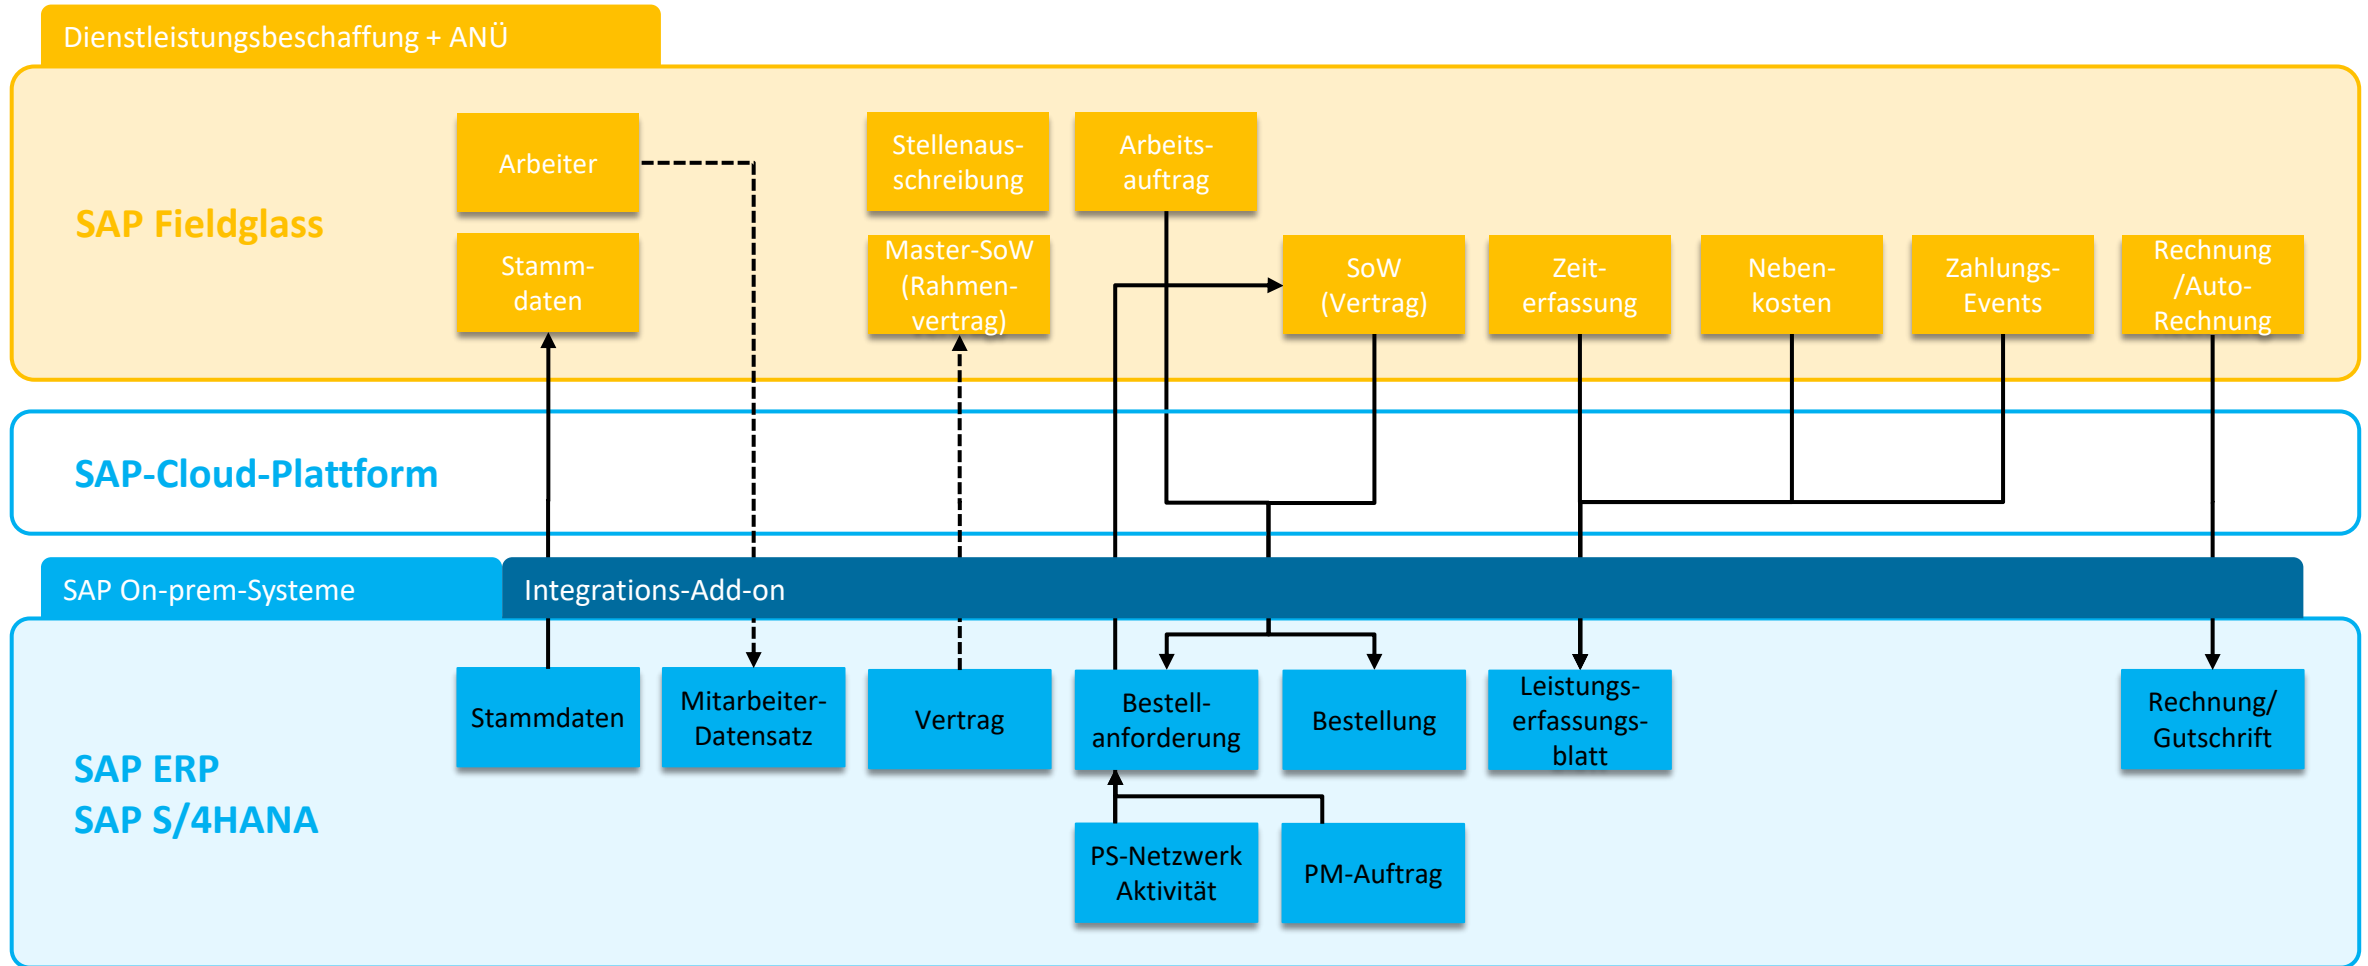 Dienstleistungsbeschaffung + ANÜ
SAP Fieldglass
Arbeiter
Stamm-
daten
Stellenaus-
schreibung
Master-SoW
(Rahmen-
vertrag)
Arbeits-
auftrag
SoW
(Vertrag)
Zeit-
erfassung
Neben-
kosten
Zahlungs-
Events
Rechnung
/Auto-
Rechnung
SAP-Cloud-Plattform
SAP On-prem-Systeme
Integrations-Add-on
SAP ERP
SAP S/4HANA
Stammdaten
Mitarbeiter-
Datensatz
Vertrag
Bestell-
anforderung
Bestellung
Leistungs-
erfassungs-
blatt
Rechnung/
Gutschrift
PS-Netzwerk
Aktivität
PM-Auftrag